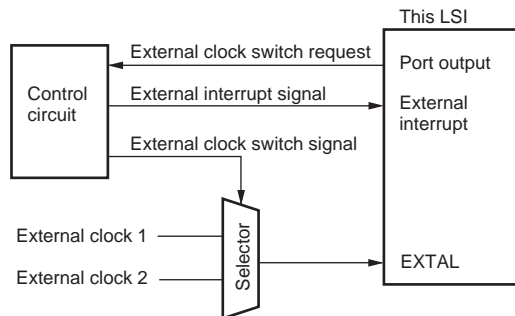 This LSI
External clock switch request
Port output
Control
circuit
External interrupt signal
External
interrupt
External clock switch signal
External clock 1
External clock 2
Selector
EXTAL